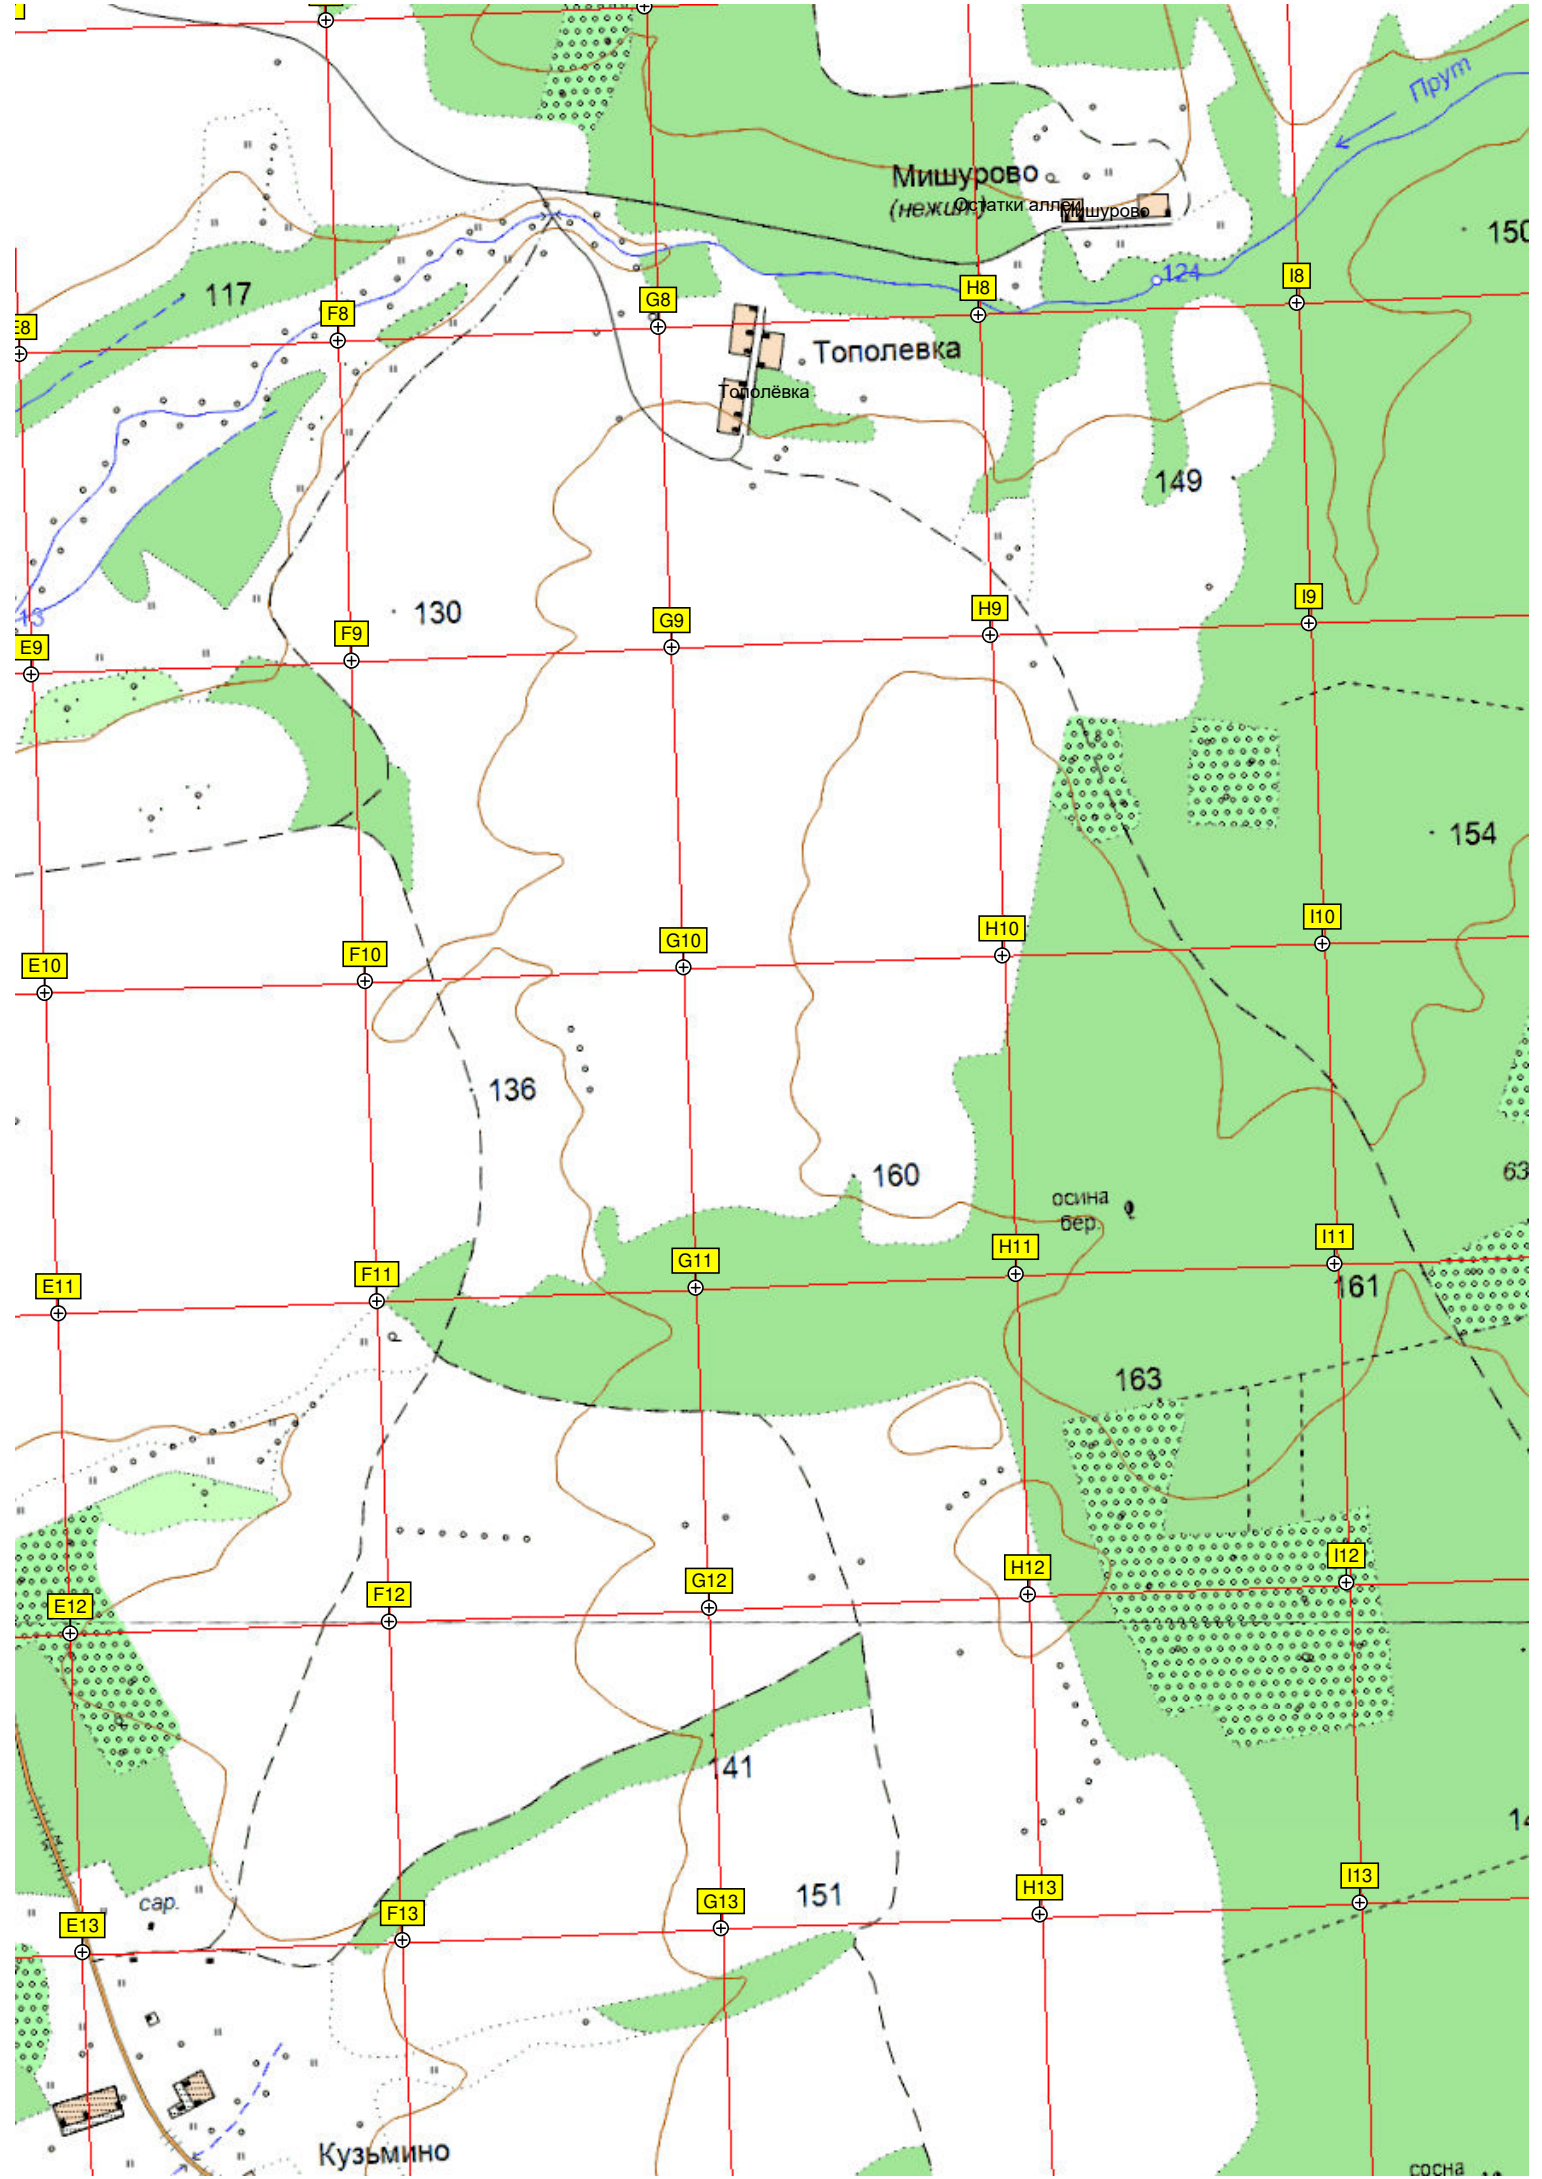 Прут
Мишурово
(нежил.)
Остатки аллеи
Мишурово
150
124
I8
H8
117
G8
F8
E8
Тополевка
Тополёвка
149
I9
130
H9
G9
F9
E9
154
I10
H10
G10
F10
E10
136
160
63
осина
бер.
I11
H11
G11
F11
E11
161
163
I12
H12
G12
F12
E12
141
14
I13
H13
151
G13
сар.
F13
E13
Кузьмино
сосна